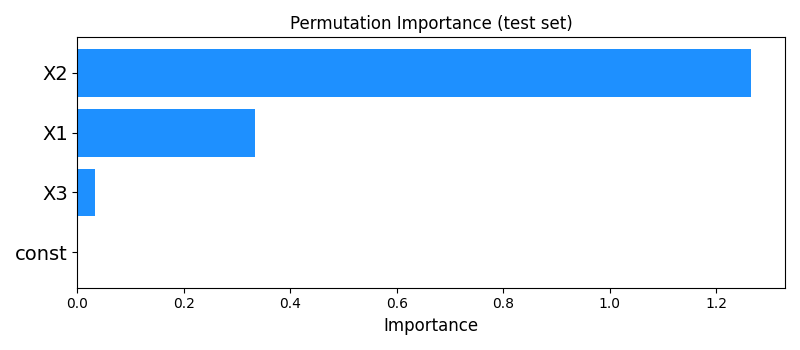 Permutation Importance (test set)
X2
X1
X3
const
0.0 0.2 0.4 0.6 0.8 1.0 1.2
Importance